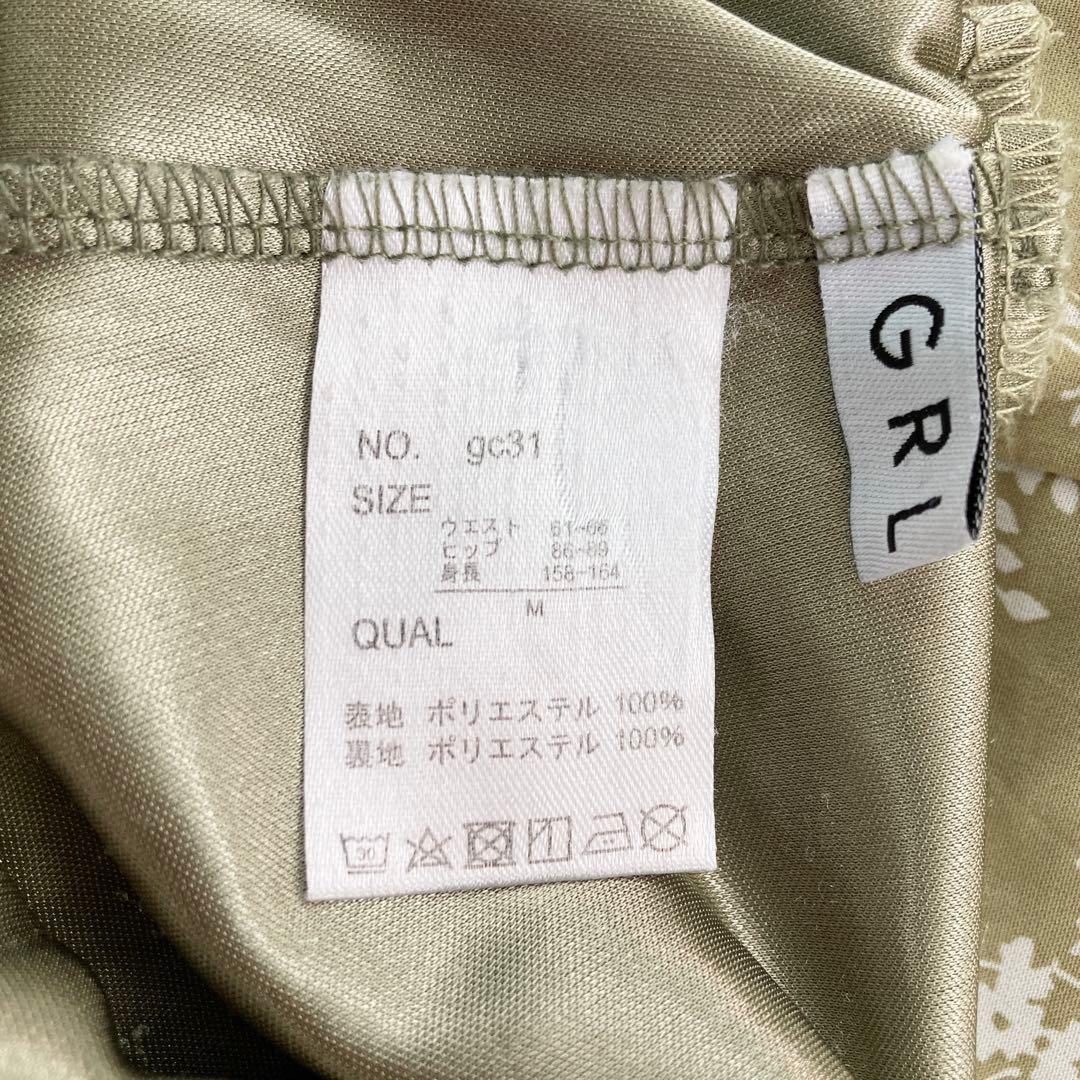 NO. gc31
SIZE
ウエスト 61~66
ヒップ 86~89
身長 158~164
M
QUAL
表地 ポリエステル 100%
裏地 ポリエステル 100%
30
GRL